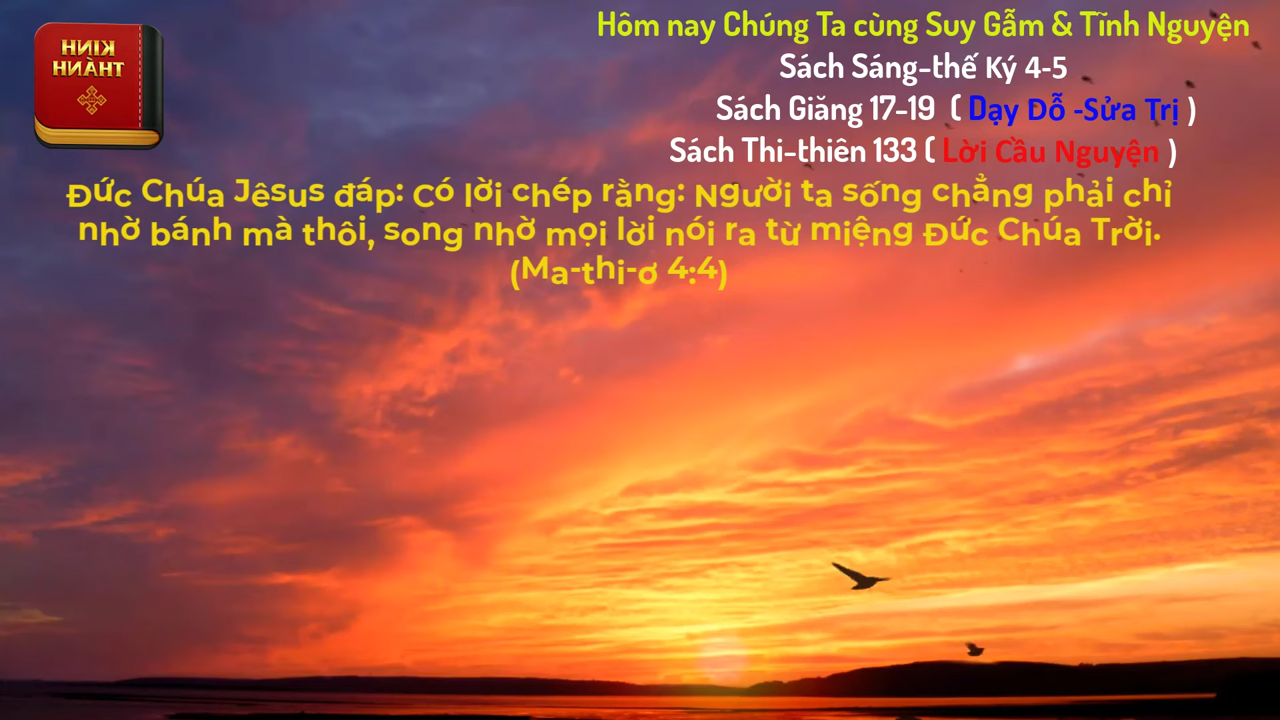 KINH
THÀNH
Hôm nay Chúng Ta cùng Suy Gẫm & Tĩnh Nguyện
Sách Sáng-thế Ký 4-5
Sách Giăng 17-19 ( Dạy Đỗ -Sửa Trị )
Sách Thi-thiên 133 ( Lời Cầu Nguyện )
Đức Chúa Jêsus đáp: Có lời chép rằng: Người ta sống chẳng phải chỉ
nhờ bánh mà thôi, song nhờ mọi lời nói ra từ miệng Đức Chúa Trời.
(Ma-thi-ơ 4:4)